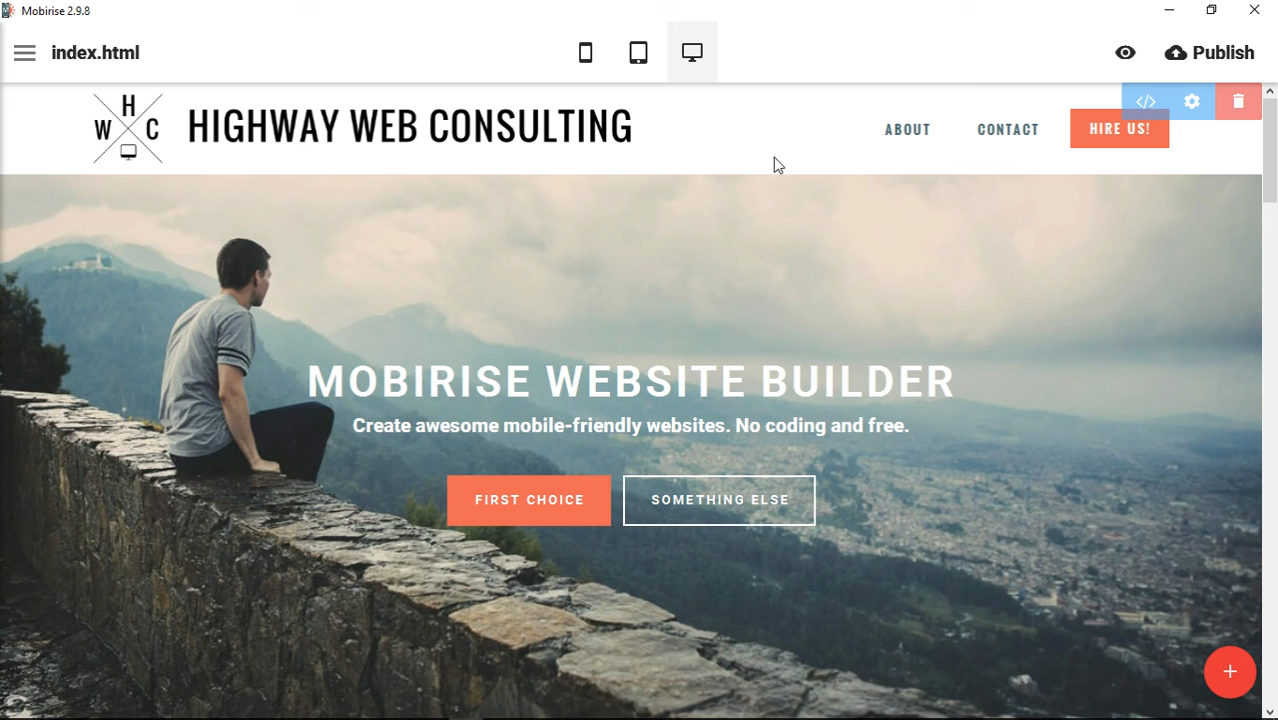 Mobirise 2.9.8
index.html
Publish
H
W C
HIGHWAY WEB CONSULTING
ABOUT
CONTACT
HIRE US!
</>
MOBIRISE WEBSITE BUILDER
Create awesome mobile-friendly websites. No coding and free.
FIRST CHOICE
SOMETHING ELSE
+